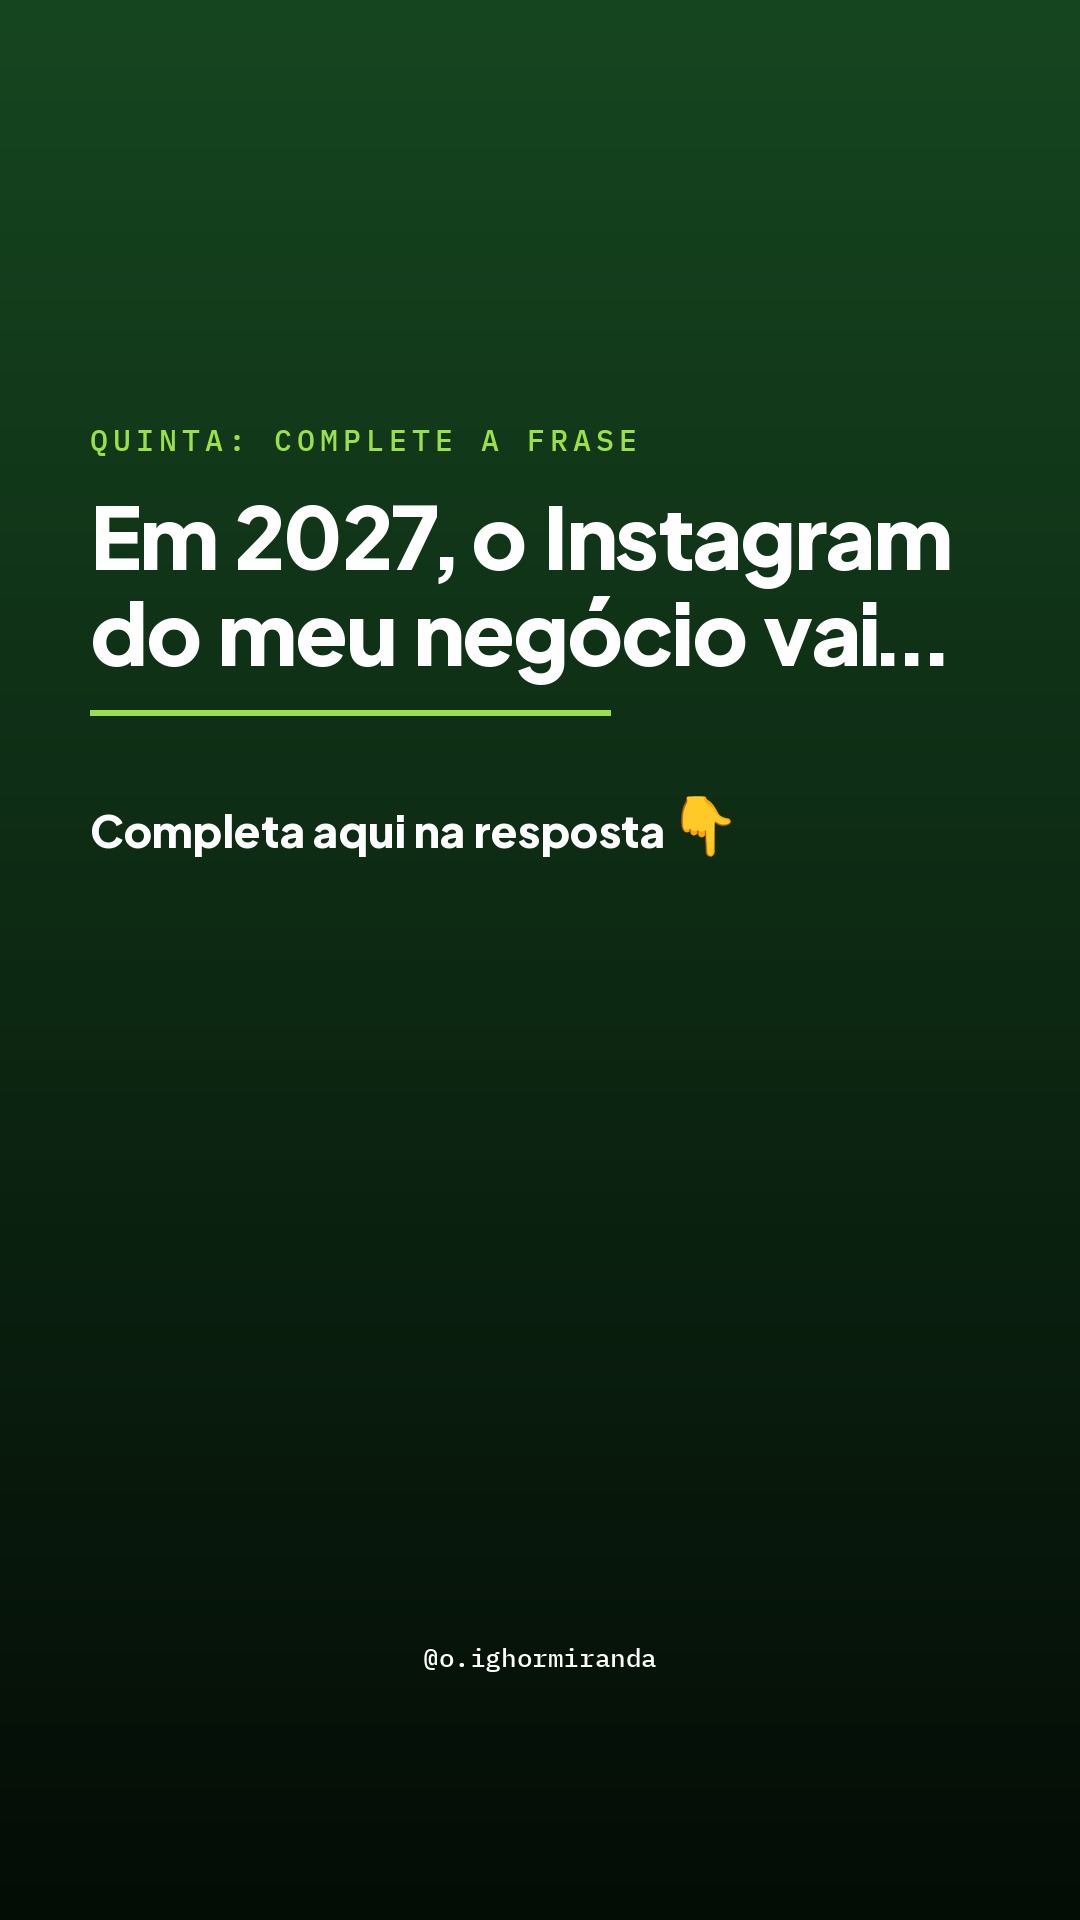 QUINTA: COMPLETE A FRASE
Em 2027, o Instagram
do meu negócio vai...
Completa aqui na resposta 👇
@o.ighormiranda